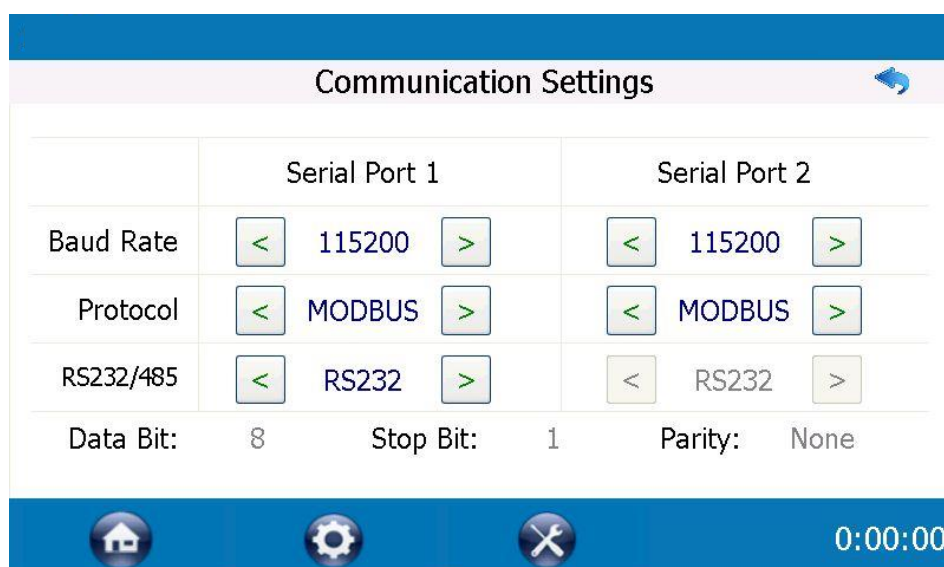 Communication Settings
Serial Port 1 Serial Port 2
Baud Rate < 115200 > < 115200 >
Protocol < MODBUS > < MODBUS >
RS232/485 < RS232 > < RS232 >
Data Bit: 8 Stop Bit: 1 Parity: None
0:00:00